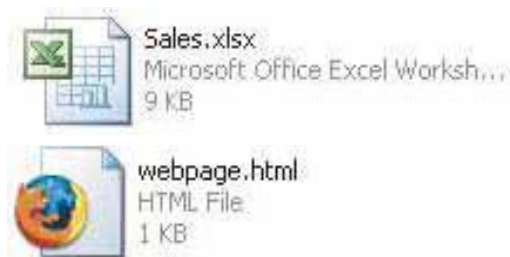 Sales.xlsx
Microsoft Office Excel Worksh...
9 KB
webpage.html
HTML File
1 KB